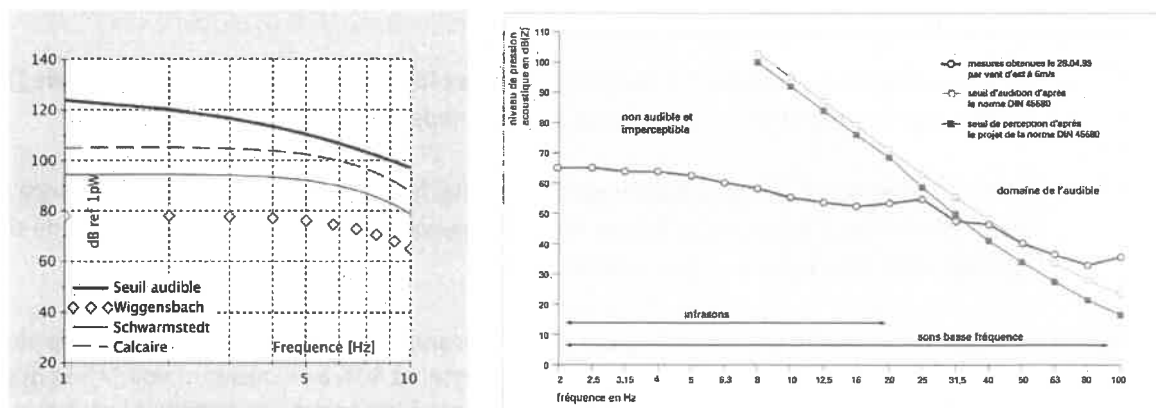 140
120
100
80
60
40
20
dB ref 1pW
Seuil audible
Wiggensbach
Schwarmstedt
Calcaire
Frequence [Hz]
1
5
10
niveau de pression
acoustique en dB(Z)
110
100
90
80
70
60
50
40
30
20
10
0
non audible et
imperceptible
mesures obtenues le 28.04.99
par vent d'est à 6m/s
seuil d'audition d'après
le norme DIN 45680
seuil de perception d'après
le projet de la norme DIN 45680
domaine de l'audible
infrasons
sons basse fréquence
2 2,5 3,15 4 5 6,3 8 10 12,5 16 20 25 31,5 40 50 63 80 100
fréquence en Hz